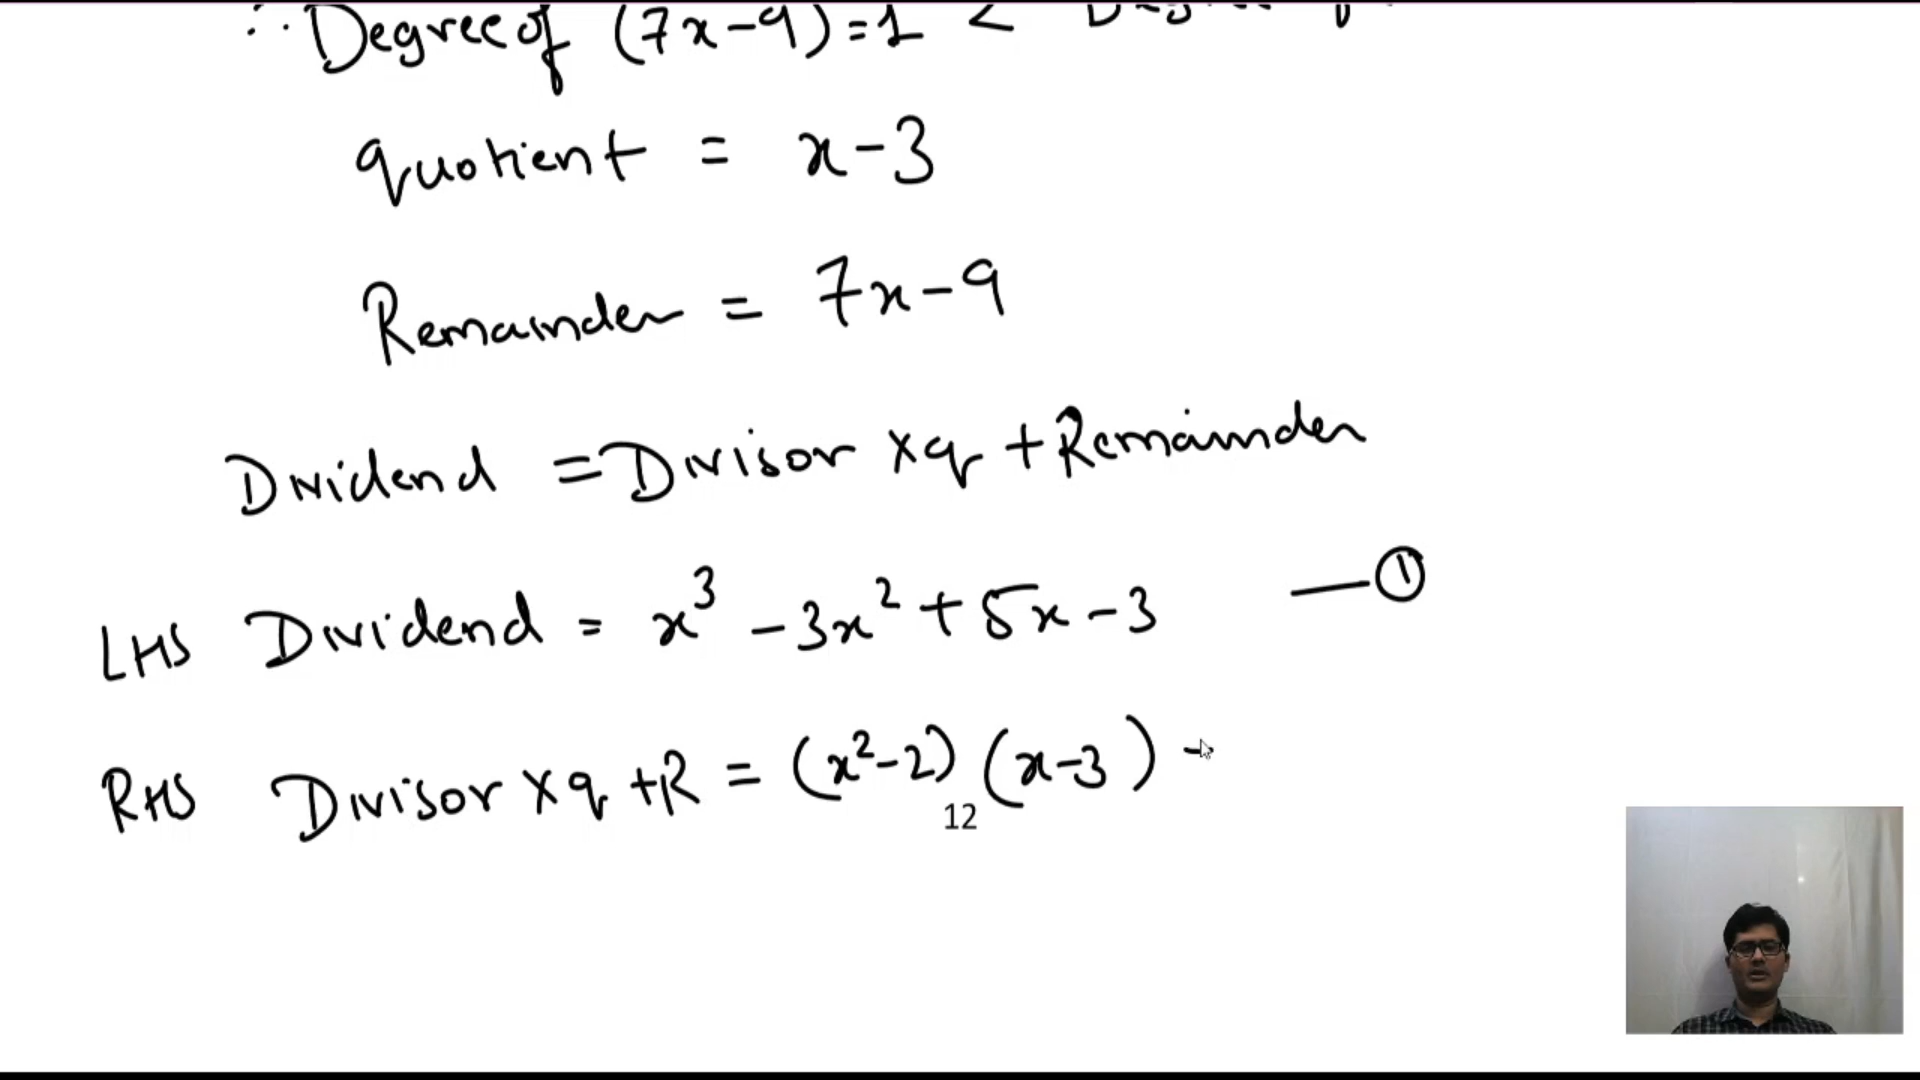 ∴ Degree of (7x-9)=1 <
quotient = x-3
Remainder = 7x-9
Dividend = Divisor × q + Remainder
LHS Dividend = x³ - 3x² + 5x - 3 — ①
RHS Divisor × q + R = (x²-2) (x-3) -
12